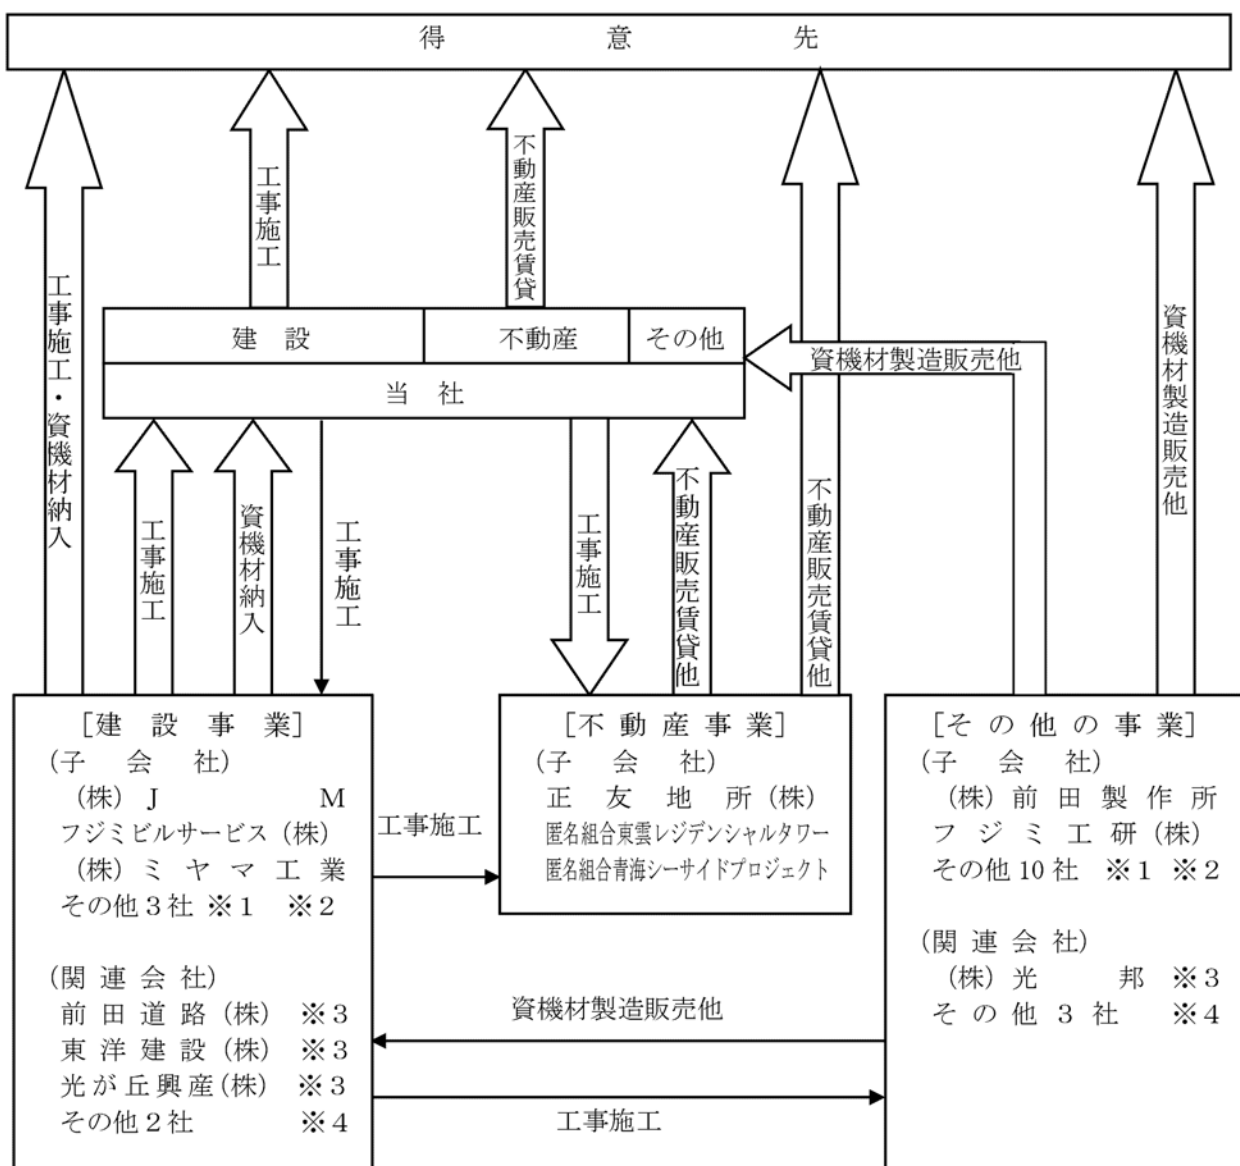 得意先
工事施工
不動産販売賃貸
工事施工・資機材納入
資機材製造販売他
建設
不動産
その他
資機材製造販売他
当社
工事施工
資機材納入
工事施工
工事施工
不動産販売賃貸他
不動産販売賃貸他
[建設事業]
(子会社)
(株)JM
フジミビルサービス(株)
(株)ミヤマ工業
その他3社 ※1 ※2
(関連会社)
前田道路(株) ※3
東洋建設(株) ※3
光が丘興産(株) ※3
その他2社 ※4
工事施工
[不動産事業]
(子会社)
正友地所(株)
匿名組合東雲レジデンシャルタワー
匿名組合青海シーサイドプロジェクト
資機材製造販売他
工事施工
[その他の事業]
(子会社)
(株)前田製作所
フジミ工研(株)
その他10社 ※1 ※2
(関連会社)
(株)光邦 ※3
その他3社 ※4